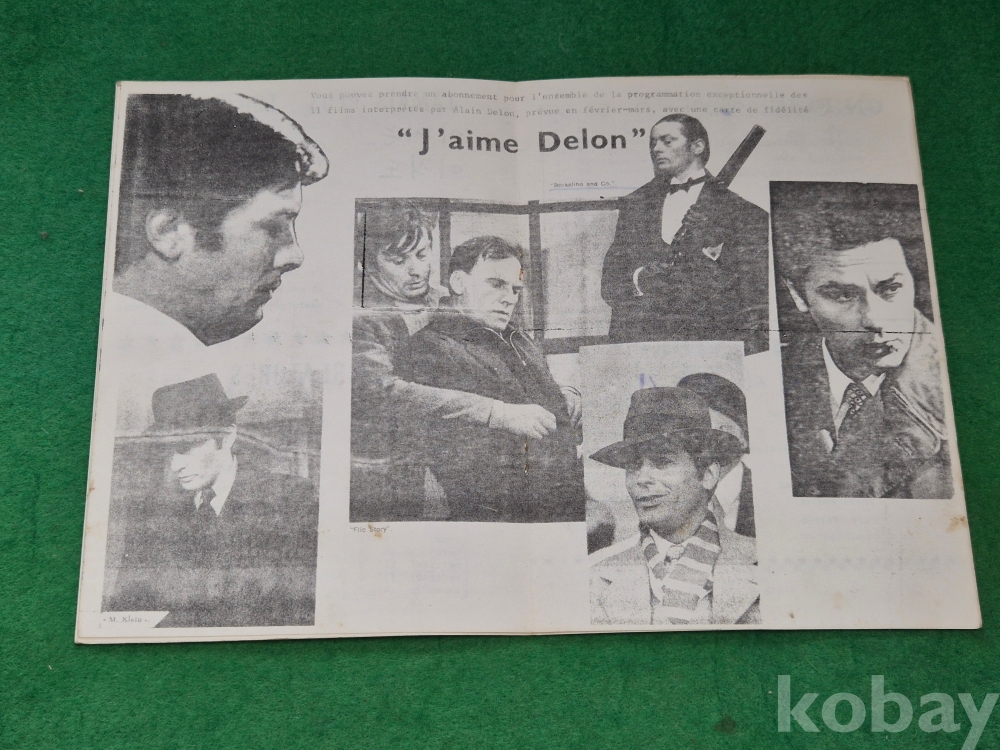 Vous pouvez prendre un abonnement pour l'ensemble de la programmation exceptionnelle des
51 films interprétés par Alain Delon, prévue en février-mars, avec une carte de fidélité
"J'aime Delon"
"Borsalino and Co."
"Flic Story"
« M. Klein ».
kobay